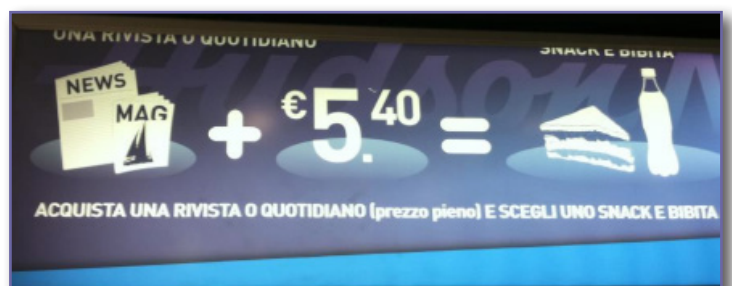 UNA RIVISTA O QUOTIDIANO
SNACK E BIBITA
Hudson N
NEWS
MAG
+ €5.40 =
ACQUISTA UNA RIVISTA O QUOTIDIANO (prezzo pieno) E SCEGLI UNO SNACK E BIBITA